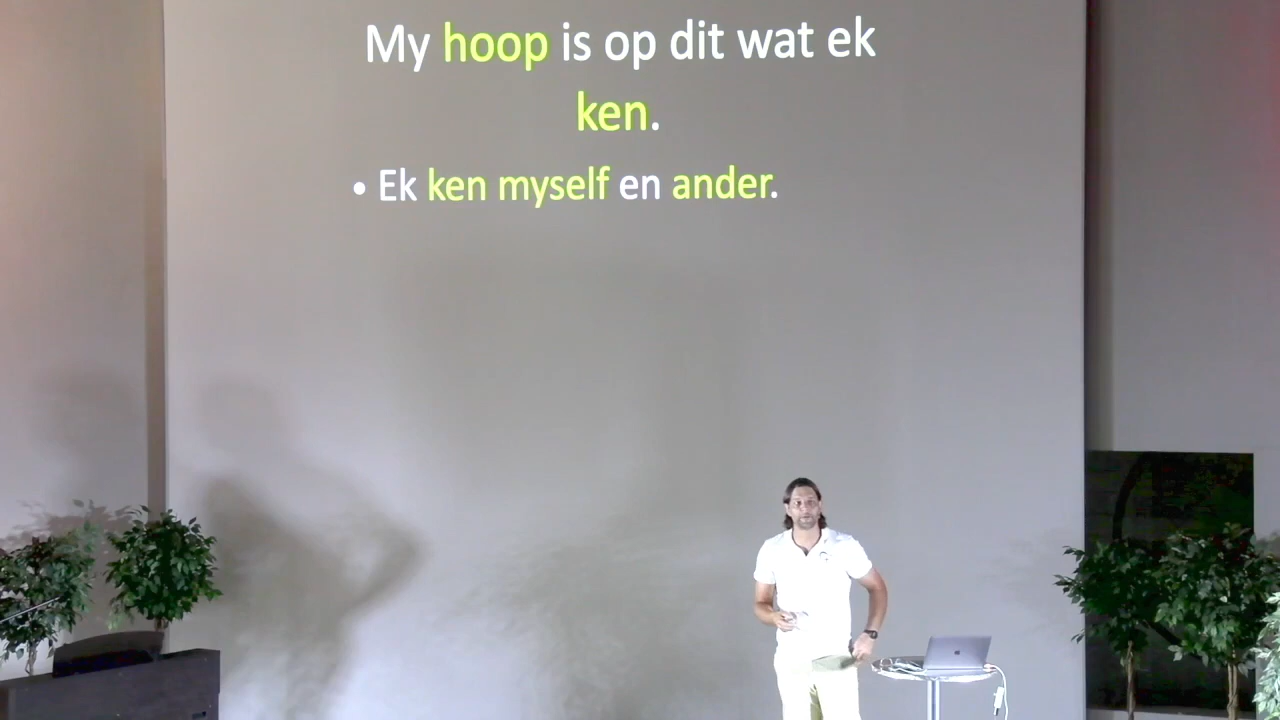 My hoop is op dit wat ek
ken.
• Ek ken myself en ander.